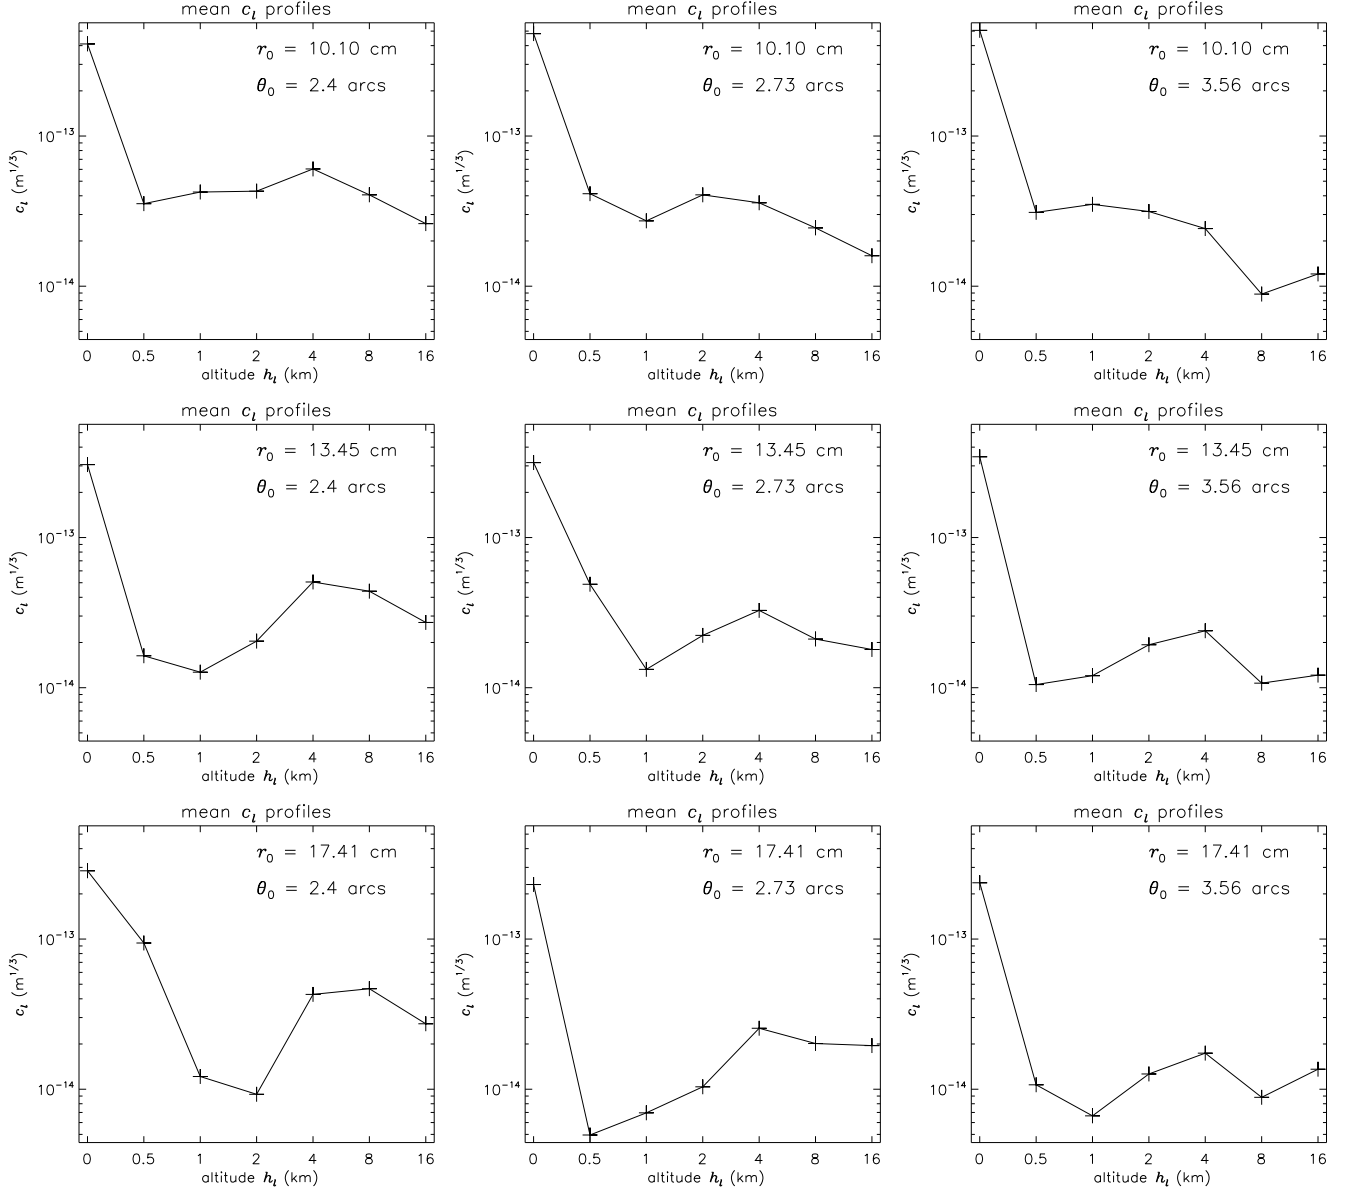 mean c_l profiles
r_0 = 10.10 cm
θ_0 = 2.4 arcs
c_l (m^1/3)
10^−13
10^−14
0 0.5 1 2 4 8 16
altitude h_l (km)
mean c_l profiles
r_0 = 10.10 cm
θ_0 = 2.73 arcs
c_l (m^1/3)
10^−13
10^−14
0 0.5 1 2 4 8 16
altitude h_l (km)
mean c_l profiles
r_0 = 10.10 cm
θ_0 = 3.56 arcs
c_l (m^1/3)
10^−13
10^−14
0 0.5 1 2 4 8 16
altitude h_l (km)
mean c_l profiles
r_0 = 13.45 cm
θ_0 = 2.4 arcs
c_l (m^1/3)
10^−13
10^−14
0 0.5 1 2 4 8 16
altitude h_l (km)
mean c_l profiles
r_0 = 13.45 cm
θ_0 = 2.73 arcs
c_l (m^1/3)
10^−13
10^−14
0 0.5 1 2 4 8 16
altitude h_l (km)
mean c_l profiles
r_0 = 13.45 cm
θ_0 = 3.56 arcs
c_l (m^1/3)
10^−13
10^−14
0 0.5 1 2 4 8 16
altitude h_l (km)
mean c_l profiles
r_0 = 17.41 cm
θ_0 = 2.4 arcs
c_l (m^1/3)
10^−13
10^−14
0 0.5 1 2 4 8 16
altitude h_l (km)
mean c_l profiles
r_0 = 17.41 cm
θ_0 = 2.73 arcs
c_l (m^1/3)
10^−13
10^−14
0 0.5 1 2 4 8 16
altitude h_l (km)
mean c_l profiles
r_0 = 17.41 cm
θ_0 = 3.56 arcs
c_l (m^1/3)
10^−13
10^−14
0 0.5 1 2 4 8 16
altitude h_l (km)